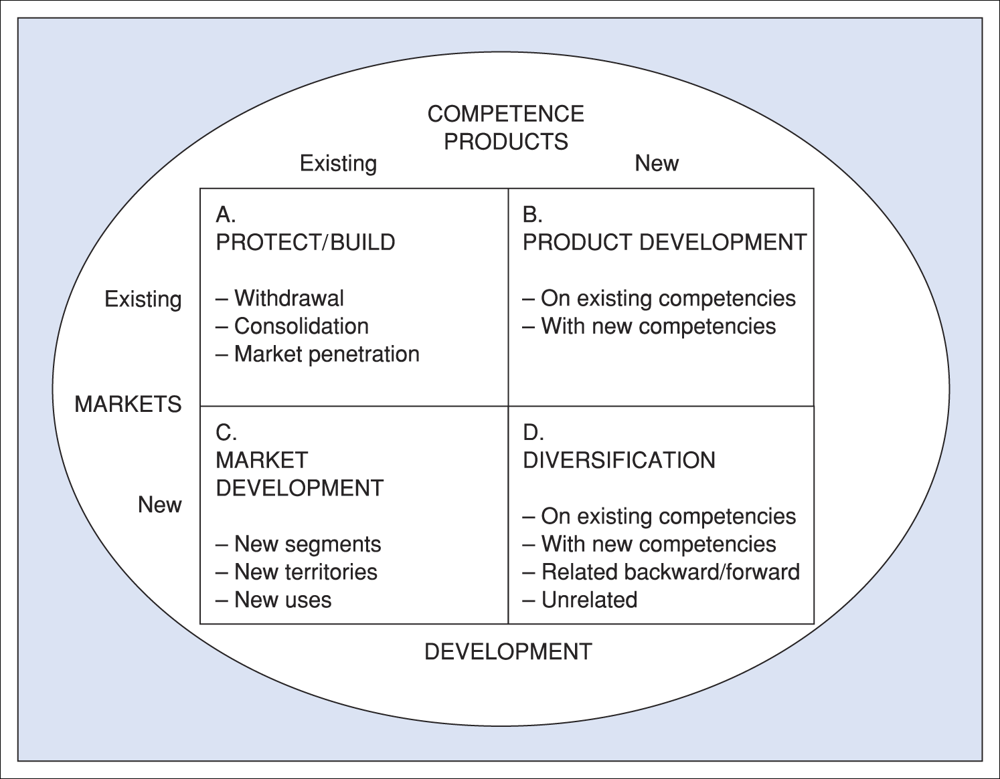 COMPETENCE
PRODUCTS
Existing
New
A.
PROTECT/BUILD
– Withdrawal
– Consolidation
– Market penetration
B.
PRODUCT DEVELOPMENT
– On existing competencies
– With new competencies
Existing
MARKETS
New
C.
MARKET
DEVELOPMENT
– New segments
– New territories
– New uses
D.
DIVERSIFICATION
– On existing competencies
– With new competencies
– Related backward/forward
– Unrelated
DEVELOPMENT